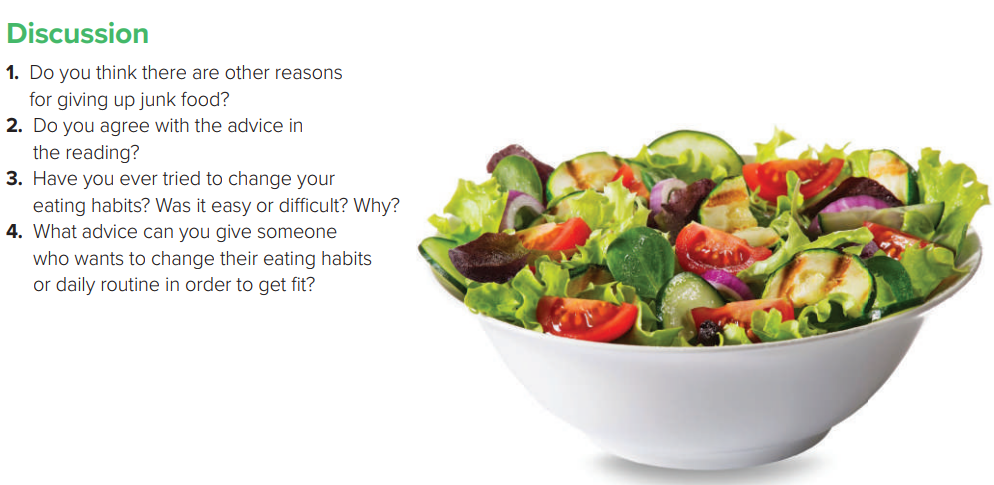 Discussion
1. Do you think there are other reasons
for giving up junk food?
2. Do you agree with the advice in
the reading?
3. Have you ever tried to change your
eating habits? Was it easy or difficult? Why?
4. What advice can you give someone
who wants to change their eating habits
or daily routine in order to get fit?